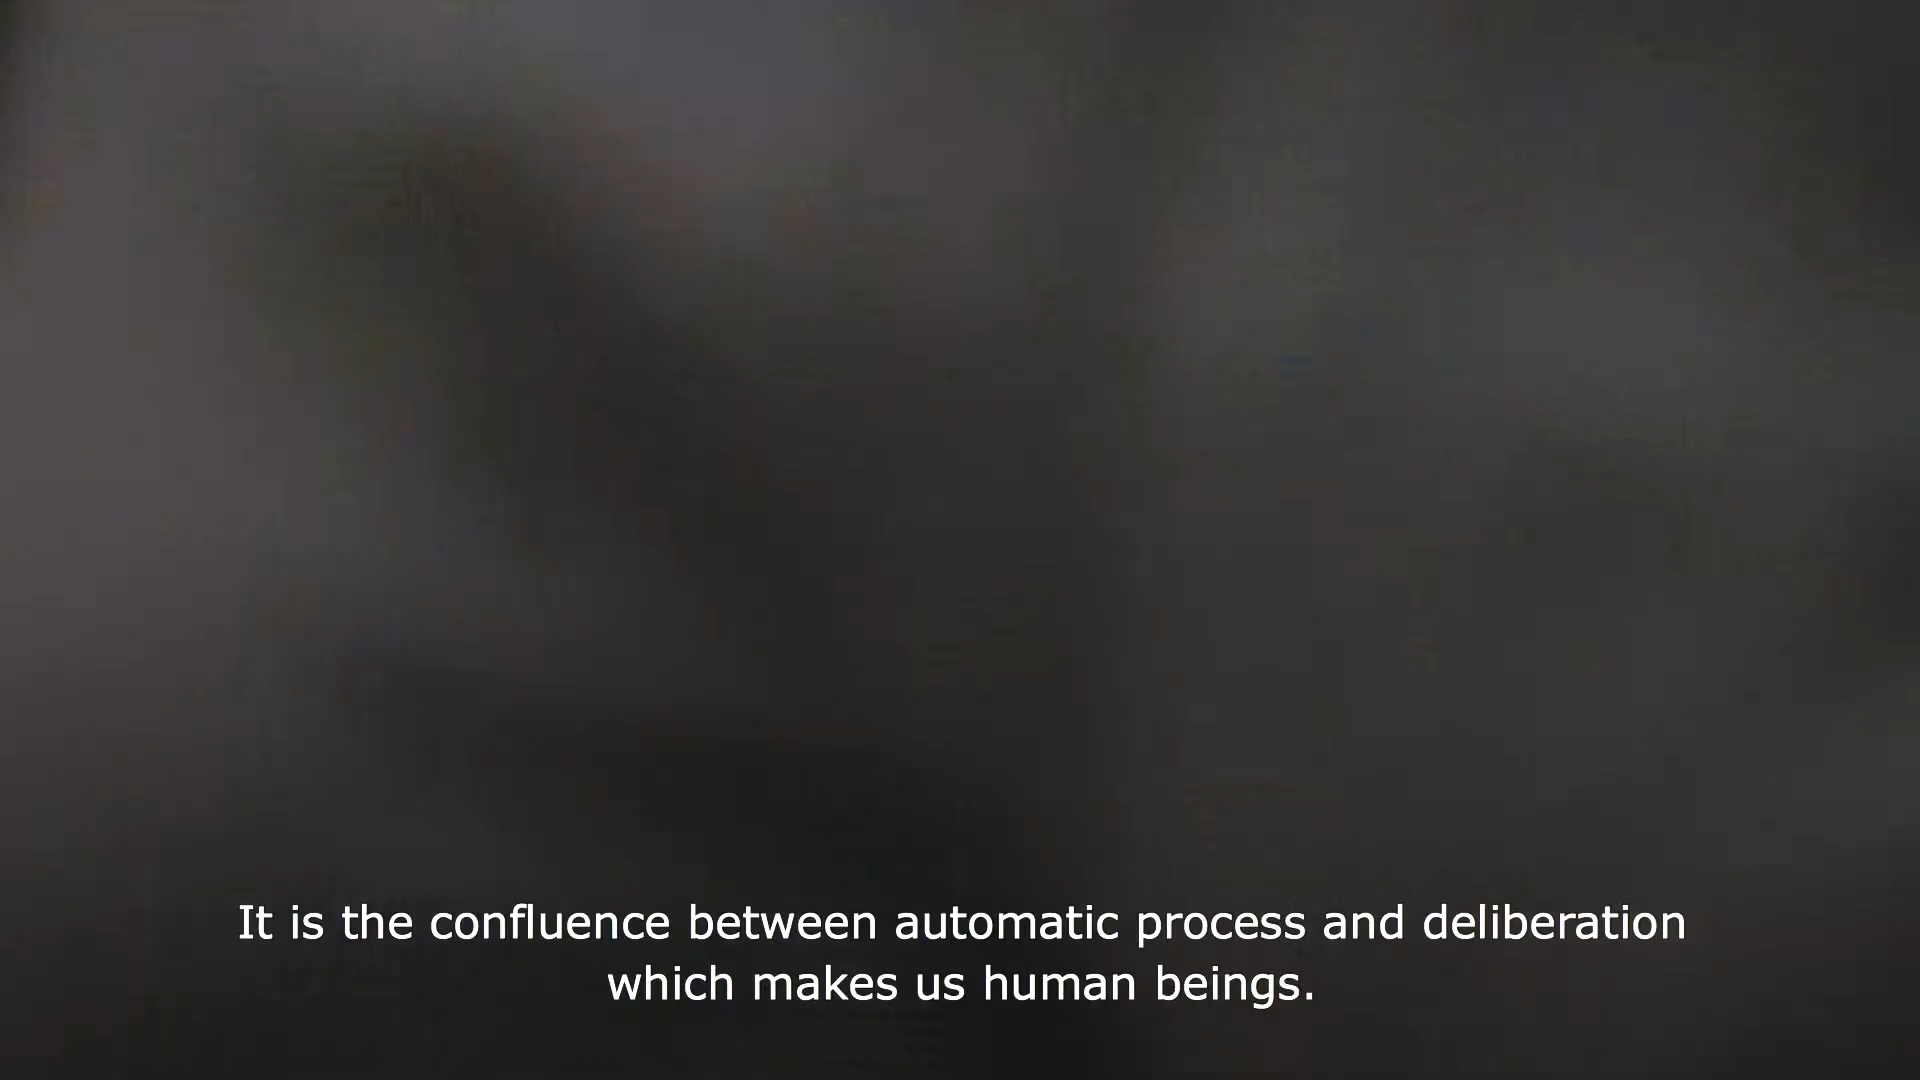 It is the confluence between automatic process and deliberation
which makes us human beings.